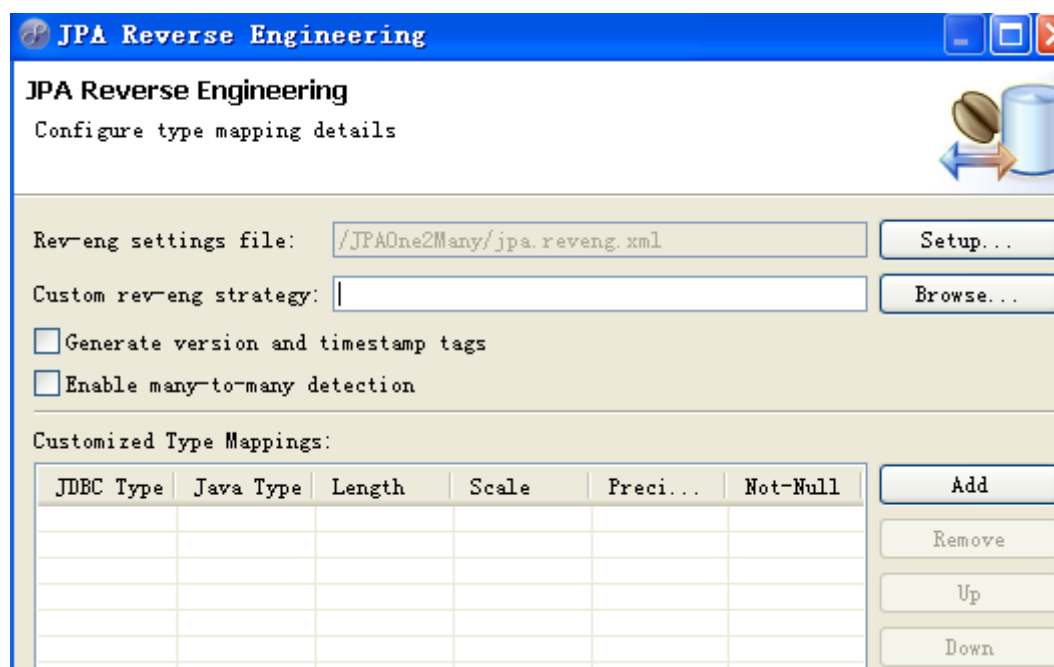 JPA Reverse Engineering
JPA Reverse Engineering
Configure type mapping details
Rev-eng settings file: /JPAOne2Many/jpa.reveng.xml Setup...
Custom rev-eng strategy: Browse...
Generate version and timestamp tags
Enable many-to-many detection
Customized Type Mappings:
JDBC Type Java Type Length Scale Preci... Not-Null Add
Remove
Up
Down